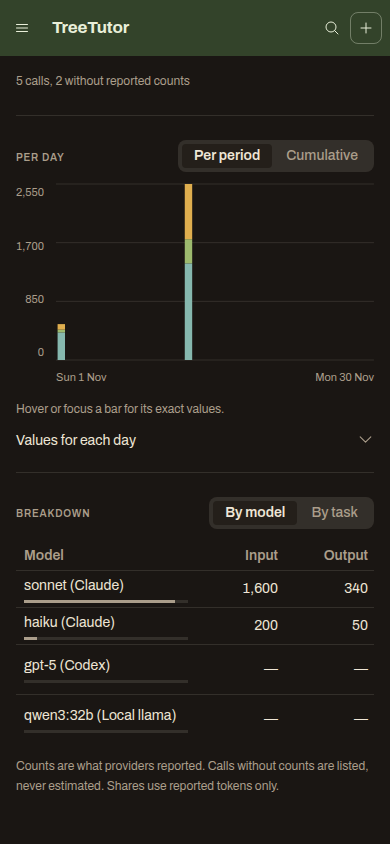 TreeTutor
5 calls, 2 without reported counts
PER DAY
Per period
Cumulative
2,550
1,700
850
0
Sun 1 Nov
Mon 30 Nov
Hover or focus a bar for its exact values.
Values for each day
BREAKDOWN
By model
By task
Model Input Output
sonnet (Claude) 1,600 340
haiku (Claude) 200 50
gpt-5 (Codex) — —
qwen3:32b (Local llama) — —
Counts are what providers reported. Calls without counts are listed,
never estimated. Shares use reported tokens only.